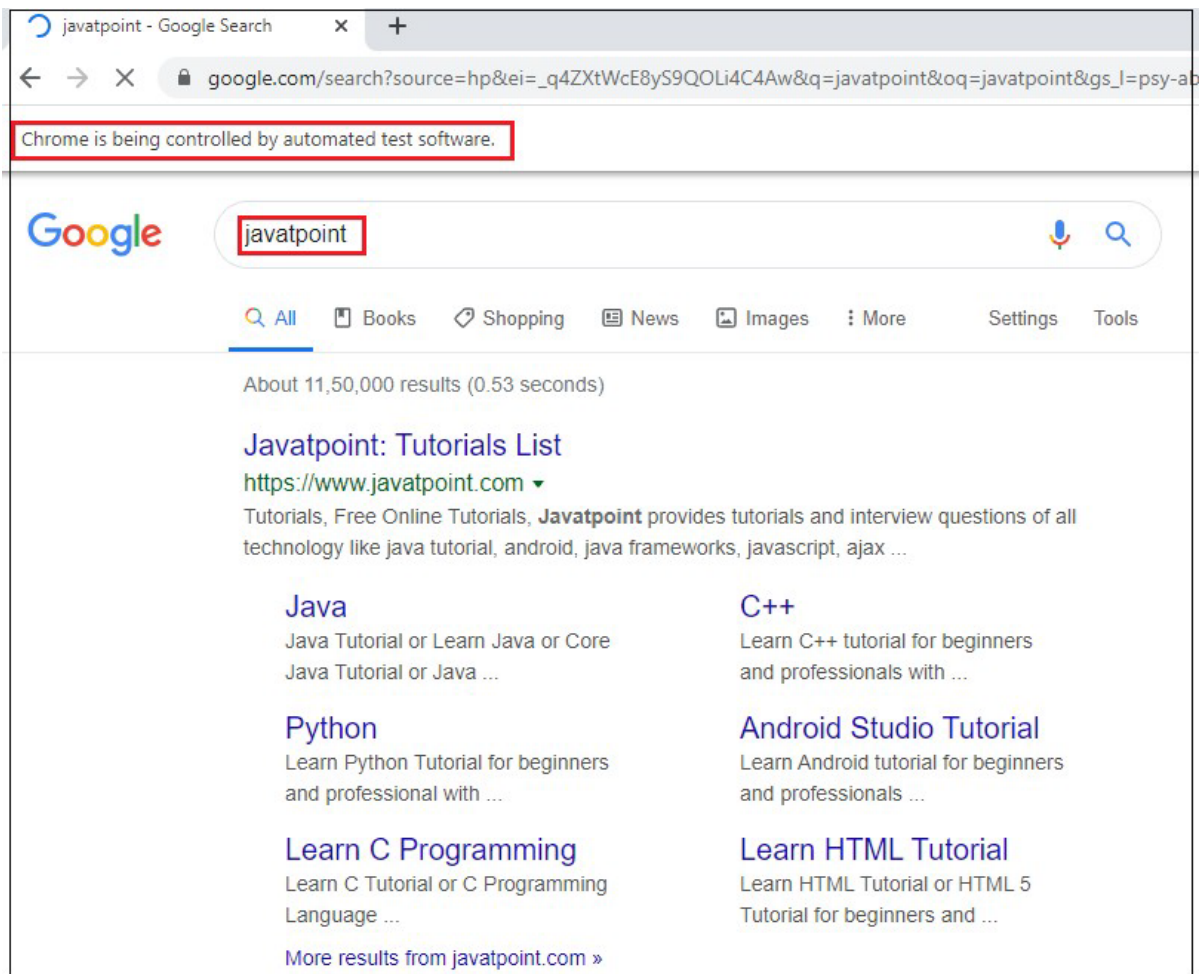 javatpoint - Google Search
google.com/search?source=hp&ei=_q4ZXtWcE8yS9QOLi4C4Aw&q=javatpoint&oq=javatpoint&gs_l=psy-ab
Chrome is being controlled by automated test software.
Google
javatpoint
All Books Shopping News Images More Settings Tools
About 11,50,000 results (0.53 seconds)
Javatpoint: Tutorials List
https://www.javatpoint.com
Tutorials, Free Online Tutorials, Javatpoint provides tutorials and interview questions of all
technology like java tutorial, android, java frameworks, javascript, ajax ...
Java
Java Tutorial or Learn Java or Core
Java Tutorial or Java ...
C++
Learn C++ tutorial for beginners
and professionals with ...
Python
Learn Python Tutorial for beginners
and professional with ...
Android Studio Tutorial
Learn Android tutorial for beginners
and professionals ...
Learn C Programming
Learn C Tutorial or C Programming
Language ...
Learn HTML Tutorial
Learn HTML Tutorial or HTML 5
Tutorial for beginners and ...
More results from javatpoint.com »